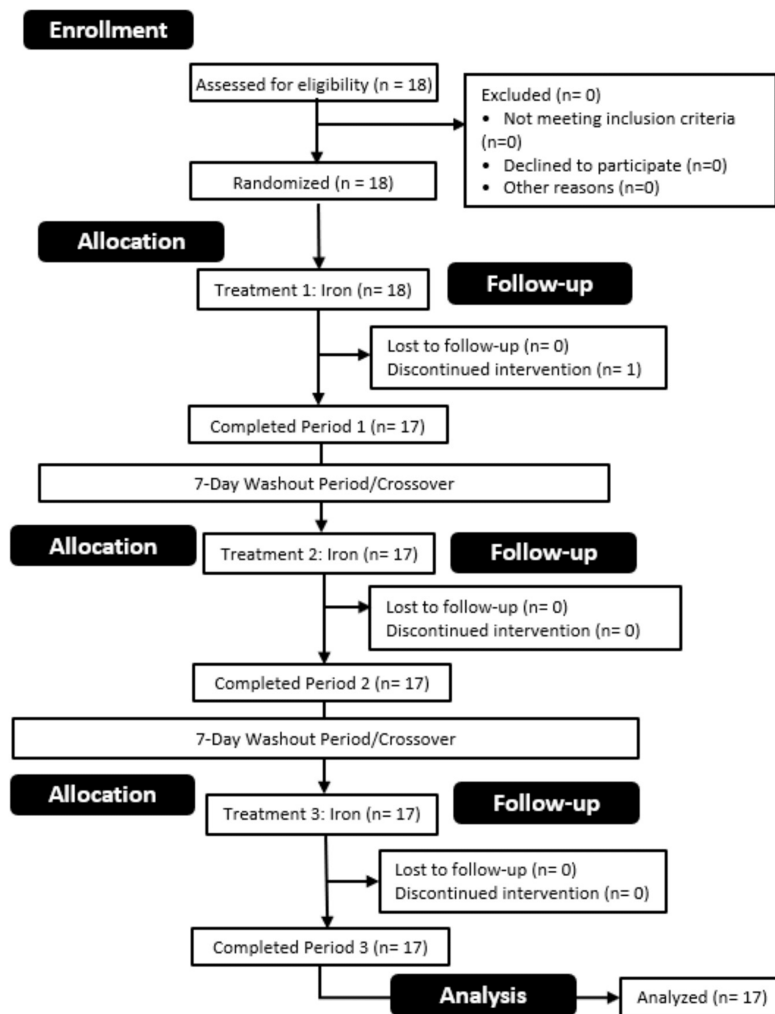 Enrollment
Assessed for eligibility (n = 18)
Excluded (n= 0)
• Not meeting inclusion criteria
(n=0)
• Declined to participate (n=0)
• Other reasons (n=0)
Randomized (n = 18)
Allocation
Treatment 1: Iron (n= 18)
Follow-up
Lost to follow-up (n= 0)
Discontinued intervention (n= 1)
Completed Period 1 (n= 17)
7-Day Washout Period/Crossover
Allocation
Treatment 2: Iron (n= 17)
Follow-up
Lost to follow-up (n= 0)
Discontinued intervention (n= 0)
Completed Period 2 (n= 17)
7-Day Washout Period/Crossover
Allocation
Treatment 3: Iron (n= 17)
Follow-up
Lost to follow-up (n= 0)
Discontinued intervention (n= 0)
Completed Period 3 (n= 17)
Analysis
Analyzed (n= 17)